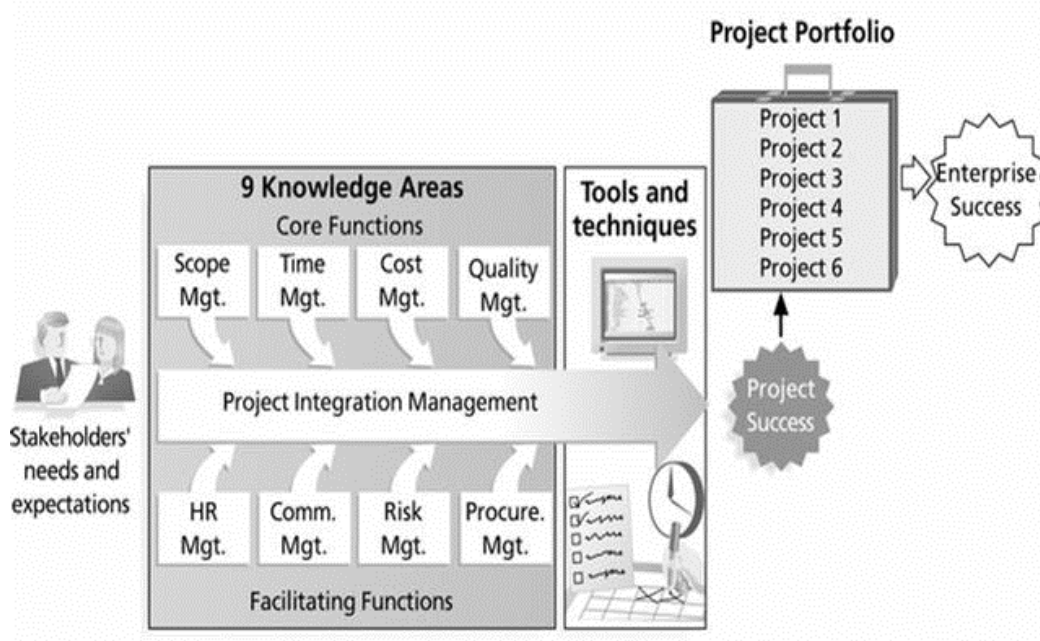 Project Portfolio
Project 1
Project 2
Project 3
Project 4
Project 5
Project 6
Enterprise
Success
9 Knowledge Areas
Core Functions
Scope
Mgt.
Time
Mgt.
Cost
Mgt.
Quality
Mgt.
Tools and
techniques
Stakeholders'
needs and
expectations
Project Integration Management
Project
Success
HR
Mgt.
Comm.
Mgt.
Risk
Mgt.
Procure.
Mgt.
Facilitating Functions